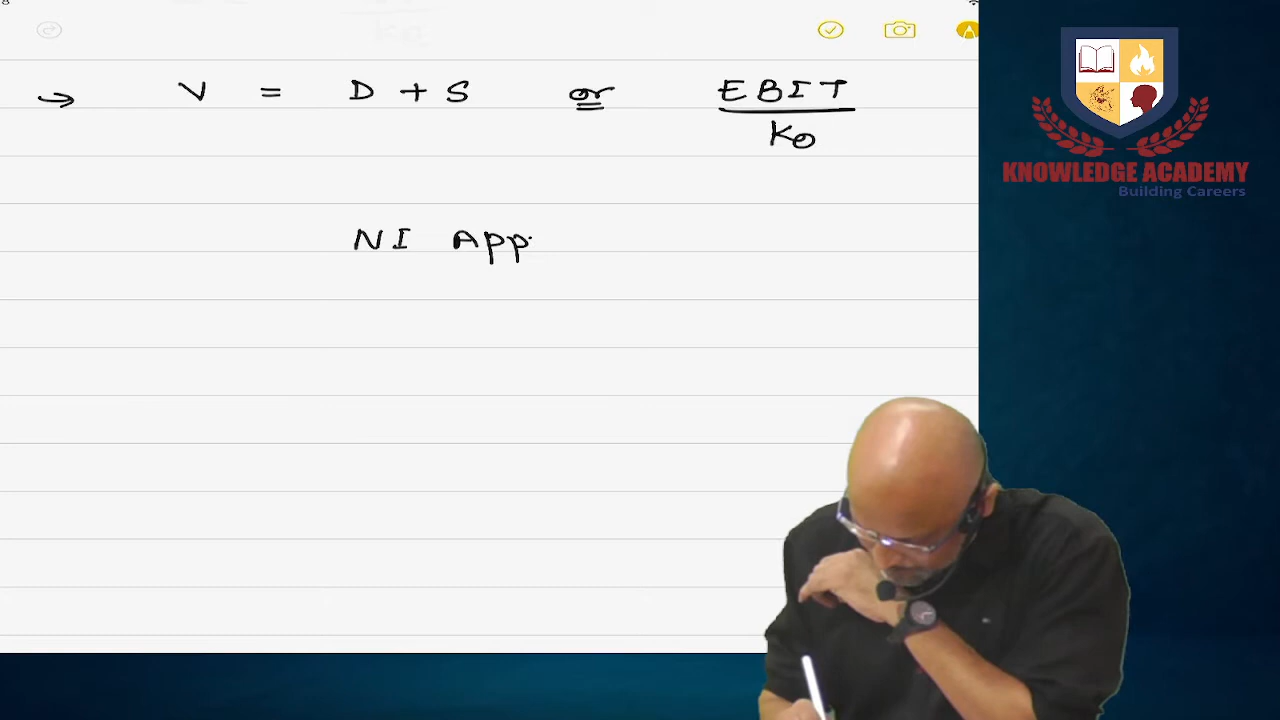 → V = D + S or EBIT / Ko
NI App.
KNOWLEDGE ACADEMY
Building Careers